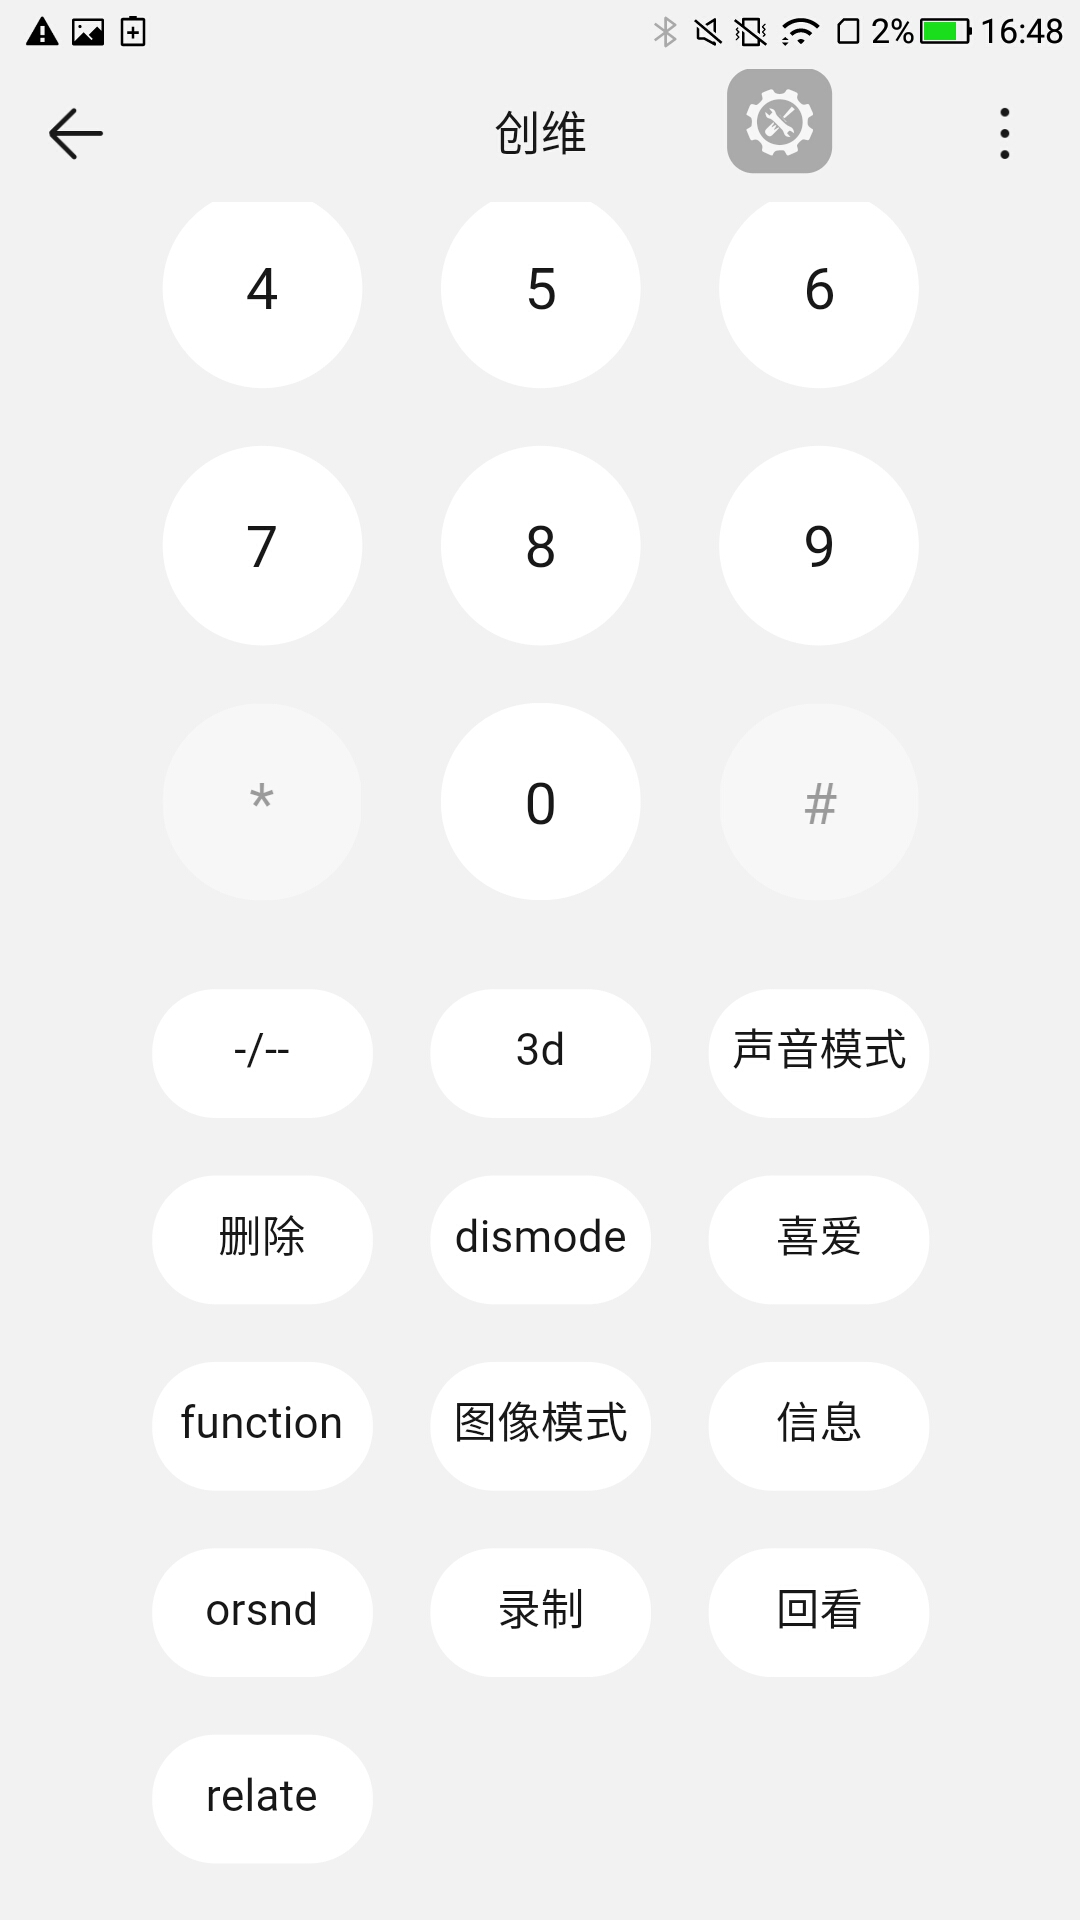 2% 16:48
创维
4 5 6
7 8 9
* 0 #
-/-- 3d 声音模式
删除 dismode 喜爱
function 图像模式 信息
orsnd 录制 回看
relate